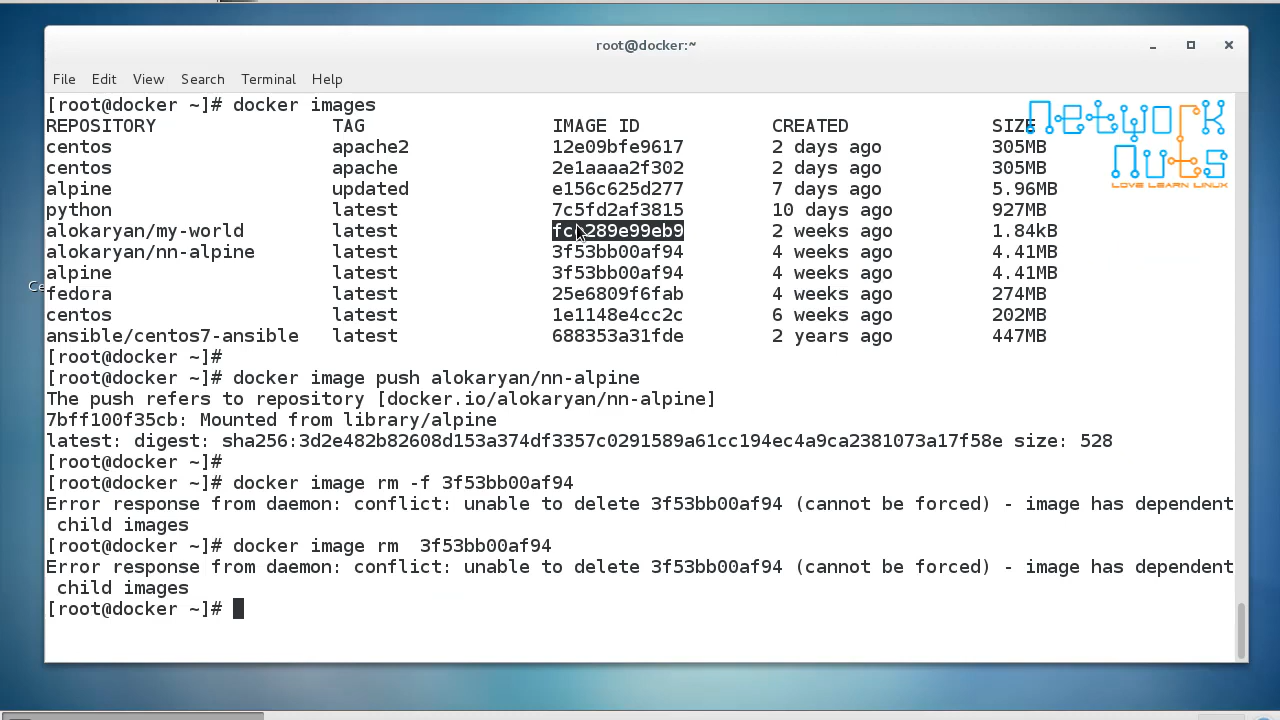 root@docker:~
File Edit View Search Terminal Help
[root@docker ~]# docker images
REPOSITORY TAG IMAGE ID CREATED SIZE
centos apache2 12e09bfe9617 2 days ago 305MB
centos apache 2e1aaaa2f302 2 days ago 305MB
alpine updated e156c625d277 7 days ago 5.96MB
python latest 7c5fd2af3815 10 days ago 927MB
alokaryan/my-world latest 2 weeks ago 1.84kB
alokaryan/nn-alpine latest 3f53bb00af94 4 weeks ago 4.41MB
alpine latest 3f53bb00af94 4 weeks ago 4.41MB
fedora latest 25e6809f6fab 4 weeks ago 274MB
centos latest 1e1148e4cc2c 6 weeks ago 202MB
ansible/centos7-ansible latest 688353a31fde 2 years ago 447MB
[root@docker ~]#
[root@docker ~]# docker image push alokaryan/nn-alpine
The push refers to repository [docker.io/alokaryan/nn-alpine]
7bff100f35cb: Mounted from library/alpine
latest: digest: sha256:3d2e482b82608d153a374df3357c0291589a61cc194ec4a9ca2381073a17f58e size: 528
[root@docker ~]#
[root@docker ~]# docker image rm -f 3f53bb00af94
Error response from daemon: conflict: unable to delete 3f53bb00af94 (cannot be forced) - image has dependent
child images
[root@docker ~]# docker image rm  3f53bb00af94
Error response from daemon: conflict: unable to delete 3f53bb00af94 (cannot be forced) - image has dependent
child images
[root@docker ~]#
network
nuts
LOVE LEARN LINUX
Ce